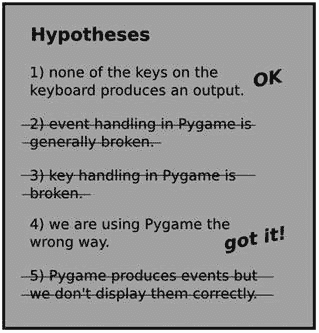 Hypotheses
1) none of the keys on the
keyboard produces an output.
OK
2) event handling in Pygame is
generally broken.
3) key handling in Pygame is
broken.
4) we are using Pygame the
wrong way.
got it!
5) Pygame produces events but
we don't display them correctly.